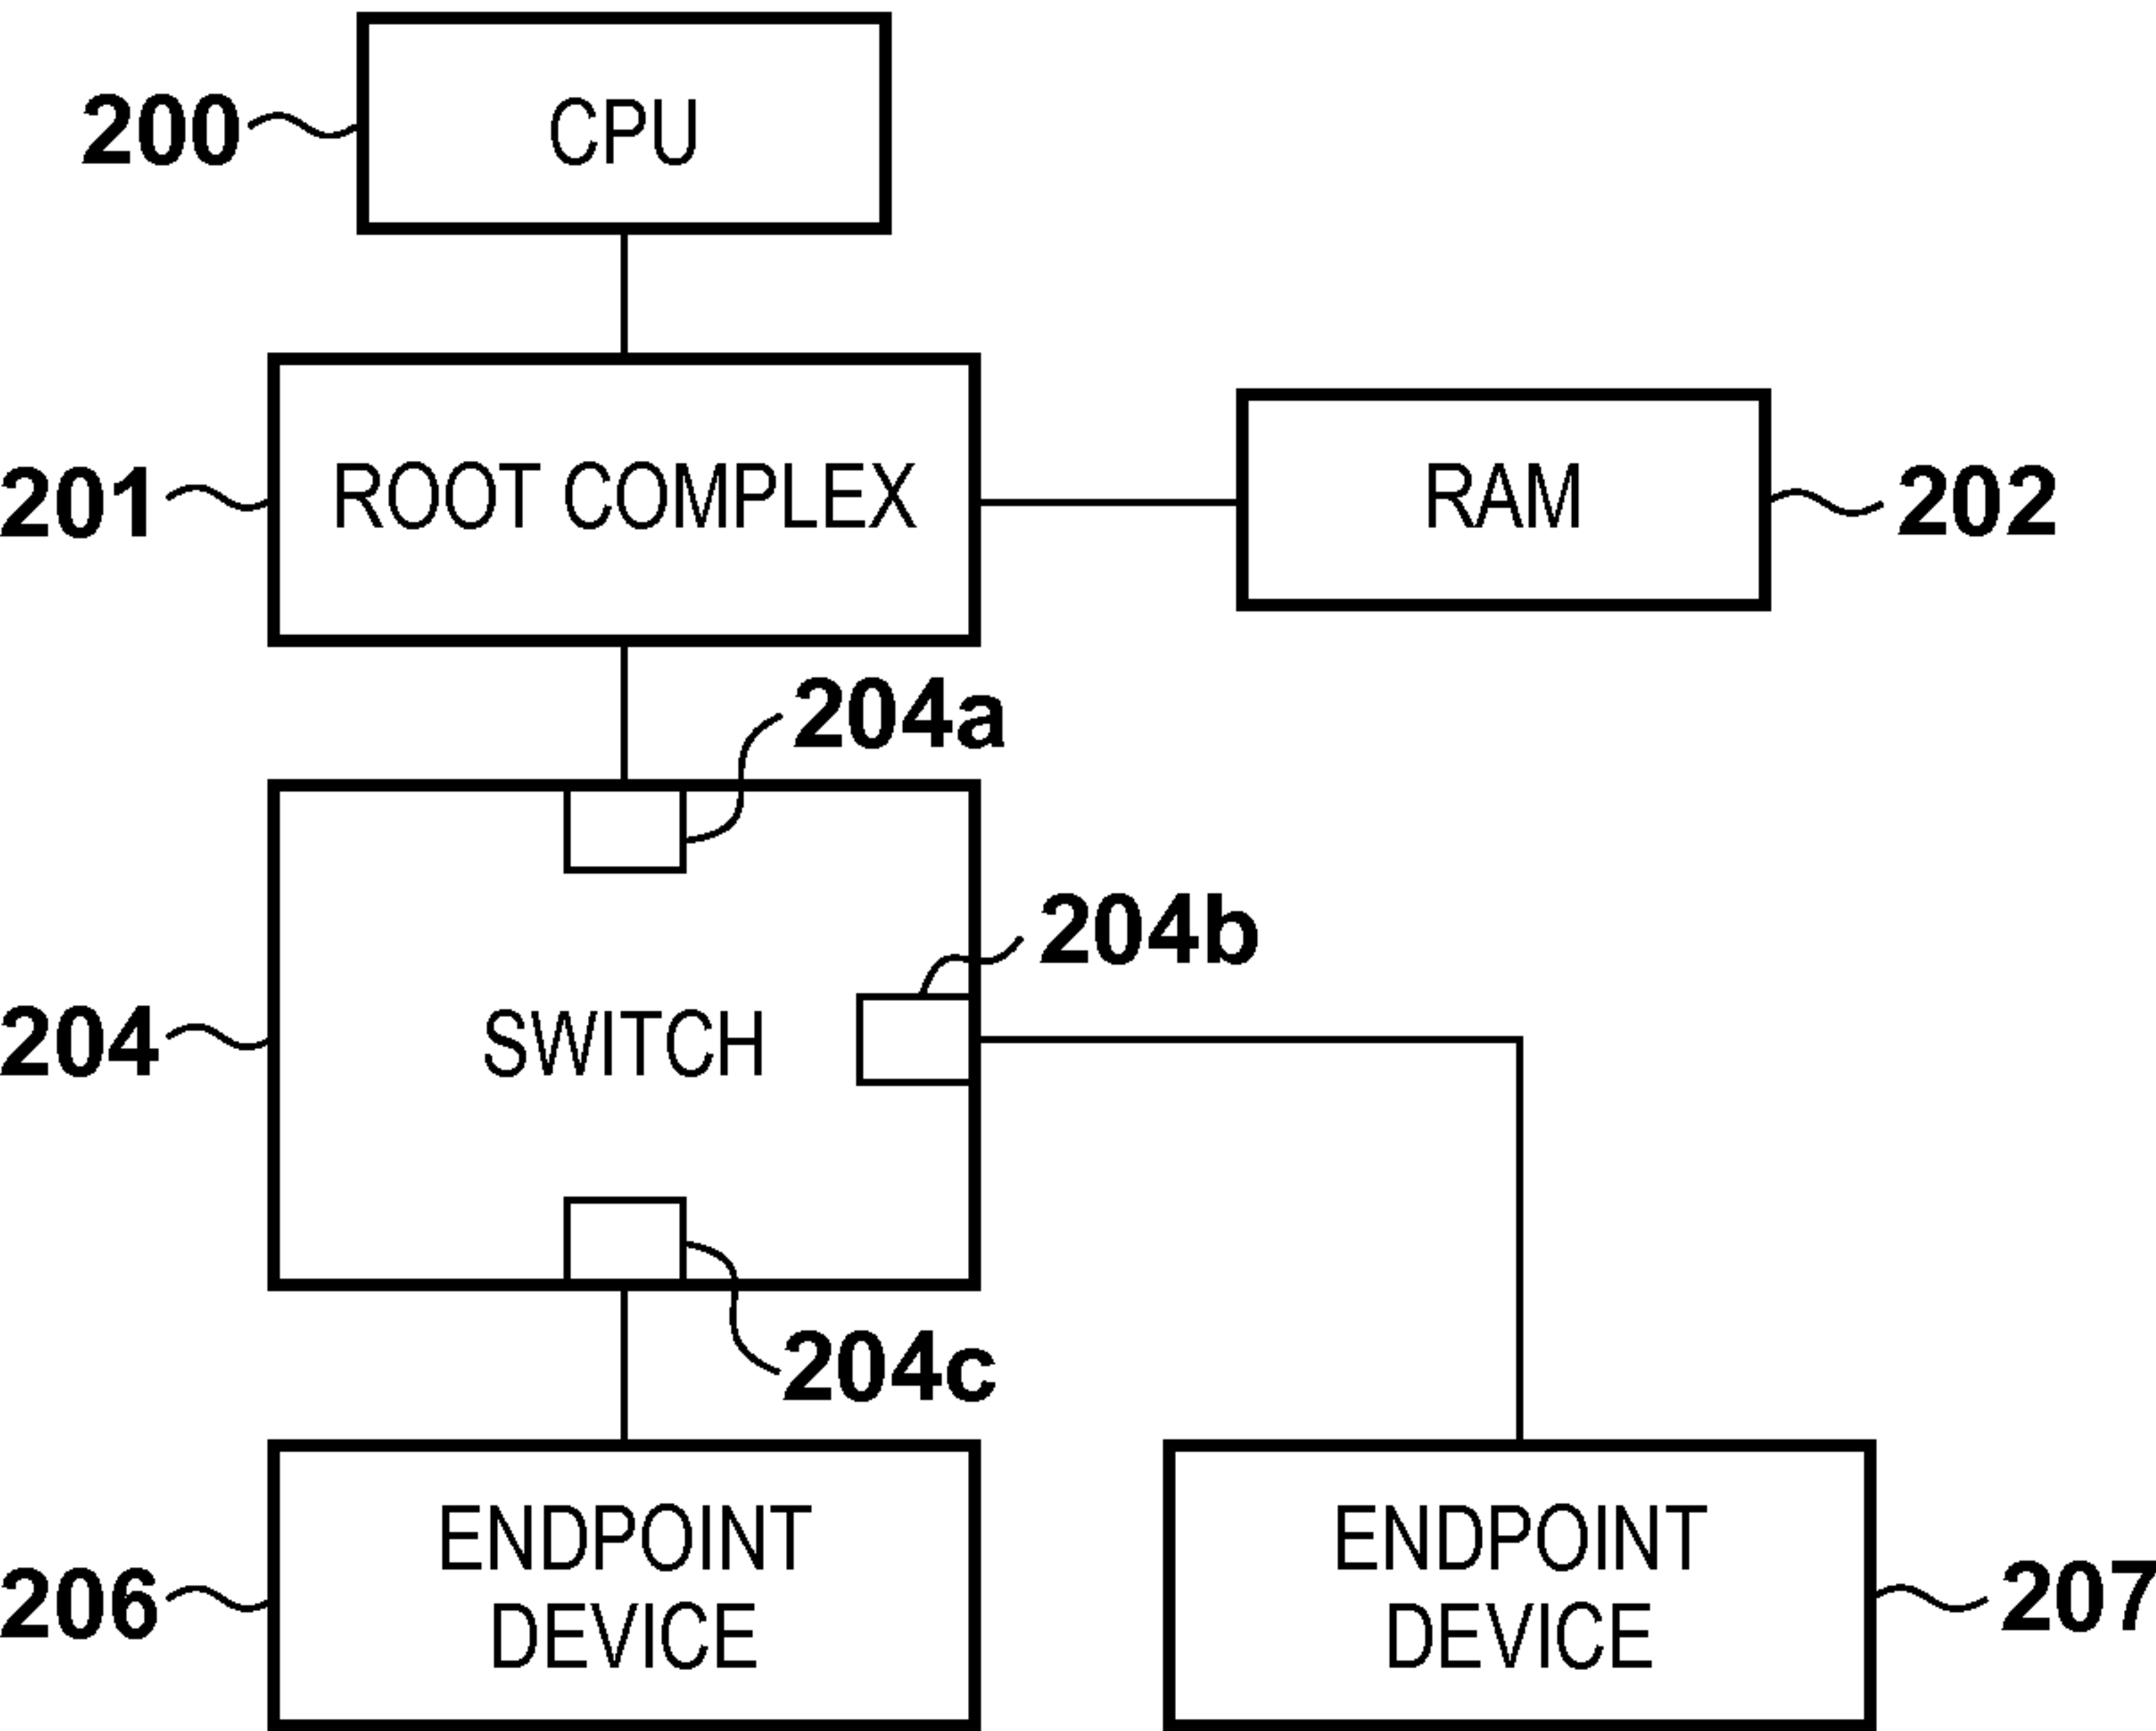 200
CPU
201
ROOT COMPLEX
RAM
202
204a
204b
204
SWITCH
204c
206
ENDPOINT
DEVICE
ENDPOINT
DEVICE
207